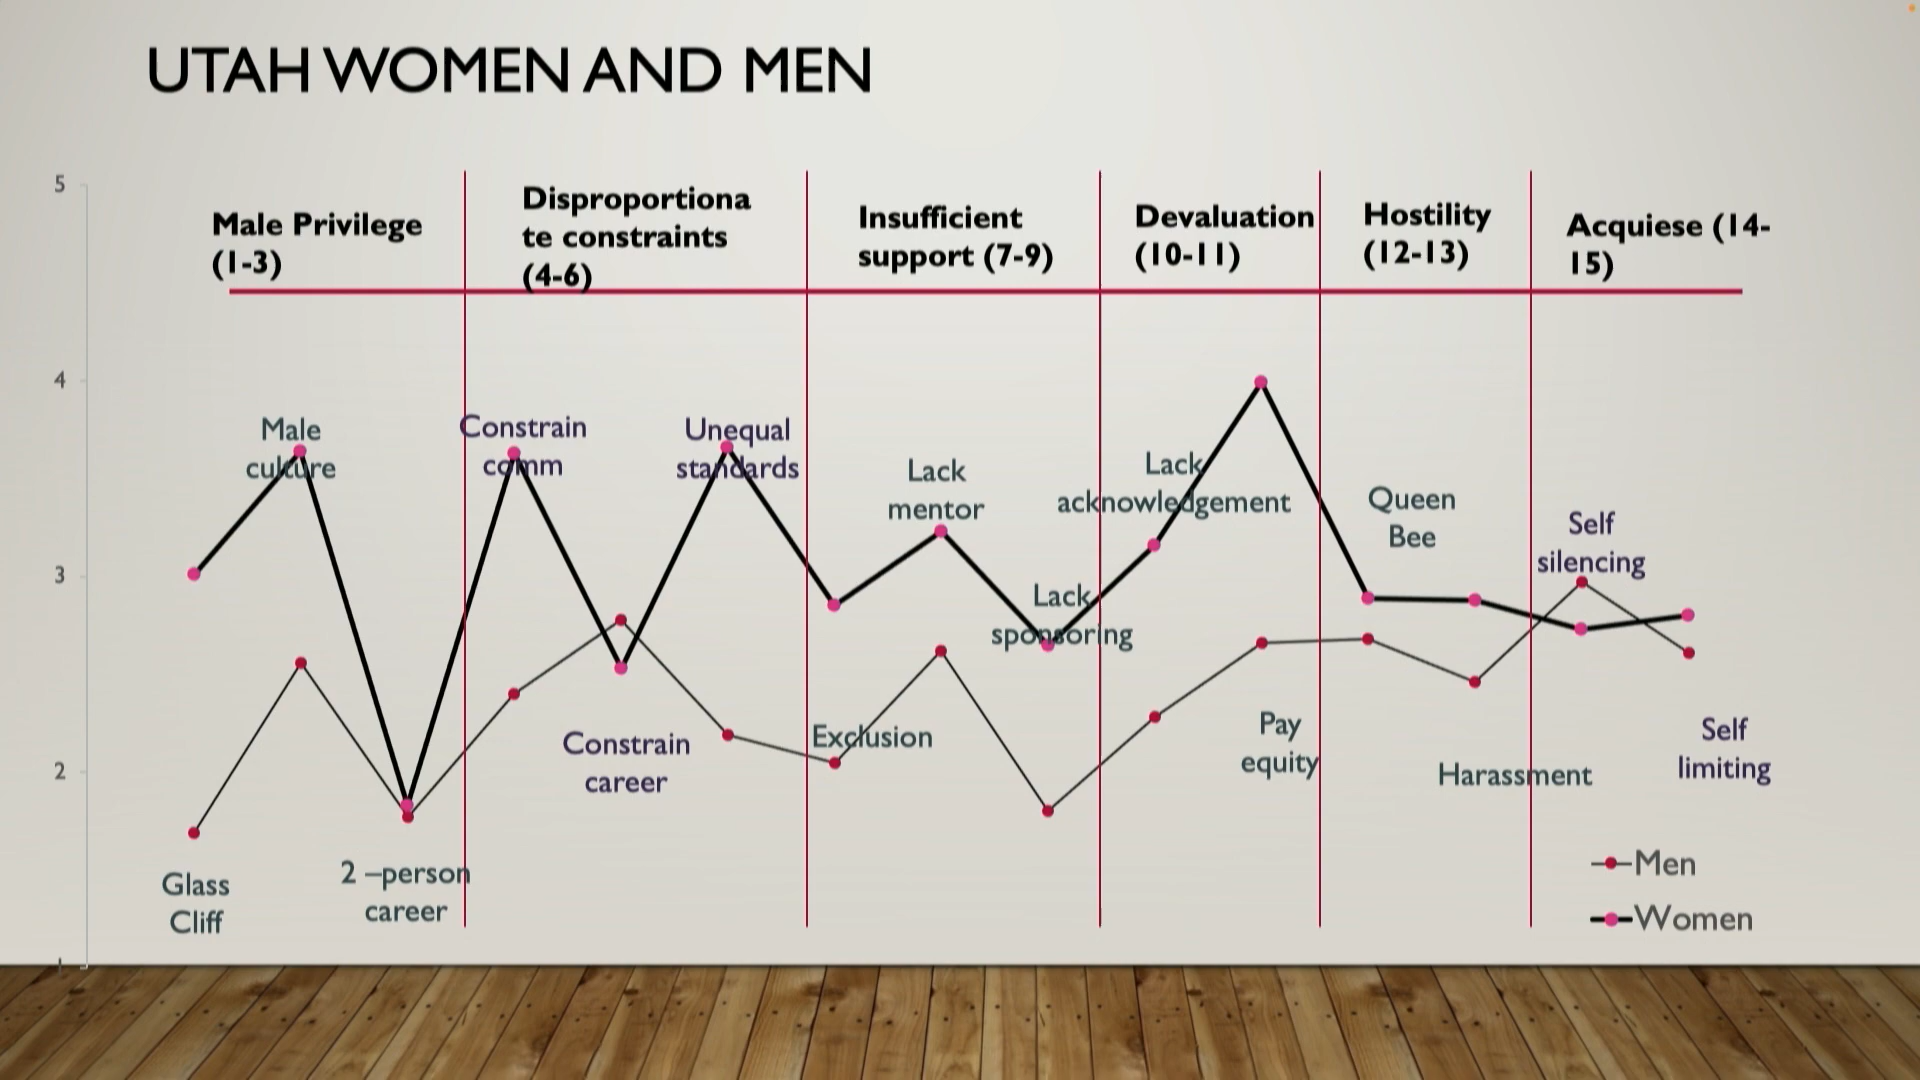 UTAH WOMEN AND MEN
5
4
3
2
1
Male Privilege
(1-3)
Disproportiona
te constraints
(4-6)
Insufficient
support (7-9)
Devaluation
(10-11)
Hostility
(12-13)
Acquiese (14-
15)
Male
culture
Constrain
comm
Unequal
standards
Lack
mentor
Lack
acknowledgement
Queen
Bee
Self
silencing
Lack
sponsoring
Constrain
career
Exclusion
Pay
equity
Harassment
Self
limiting
Glass
Cliff
2 –person
career
Men
Women